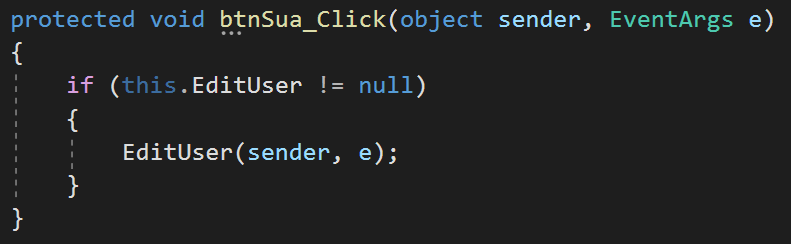 protected void btnSua_Click(object sender, EventArgs e)
{
    if (this.EditUser != null)
    {
        EditUser(sender, e);
    }
}